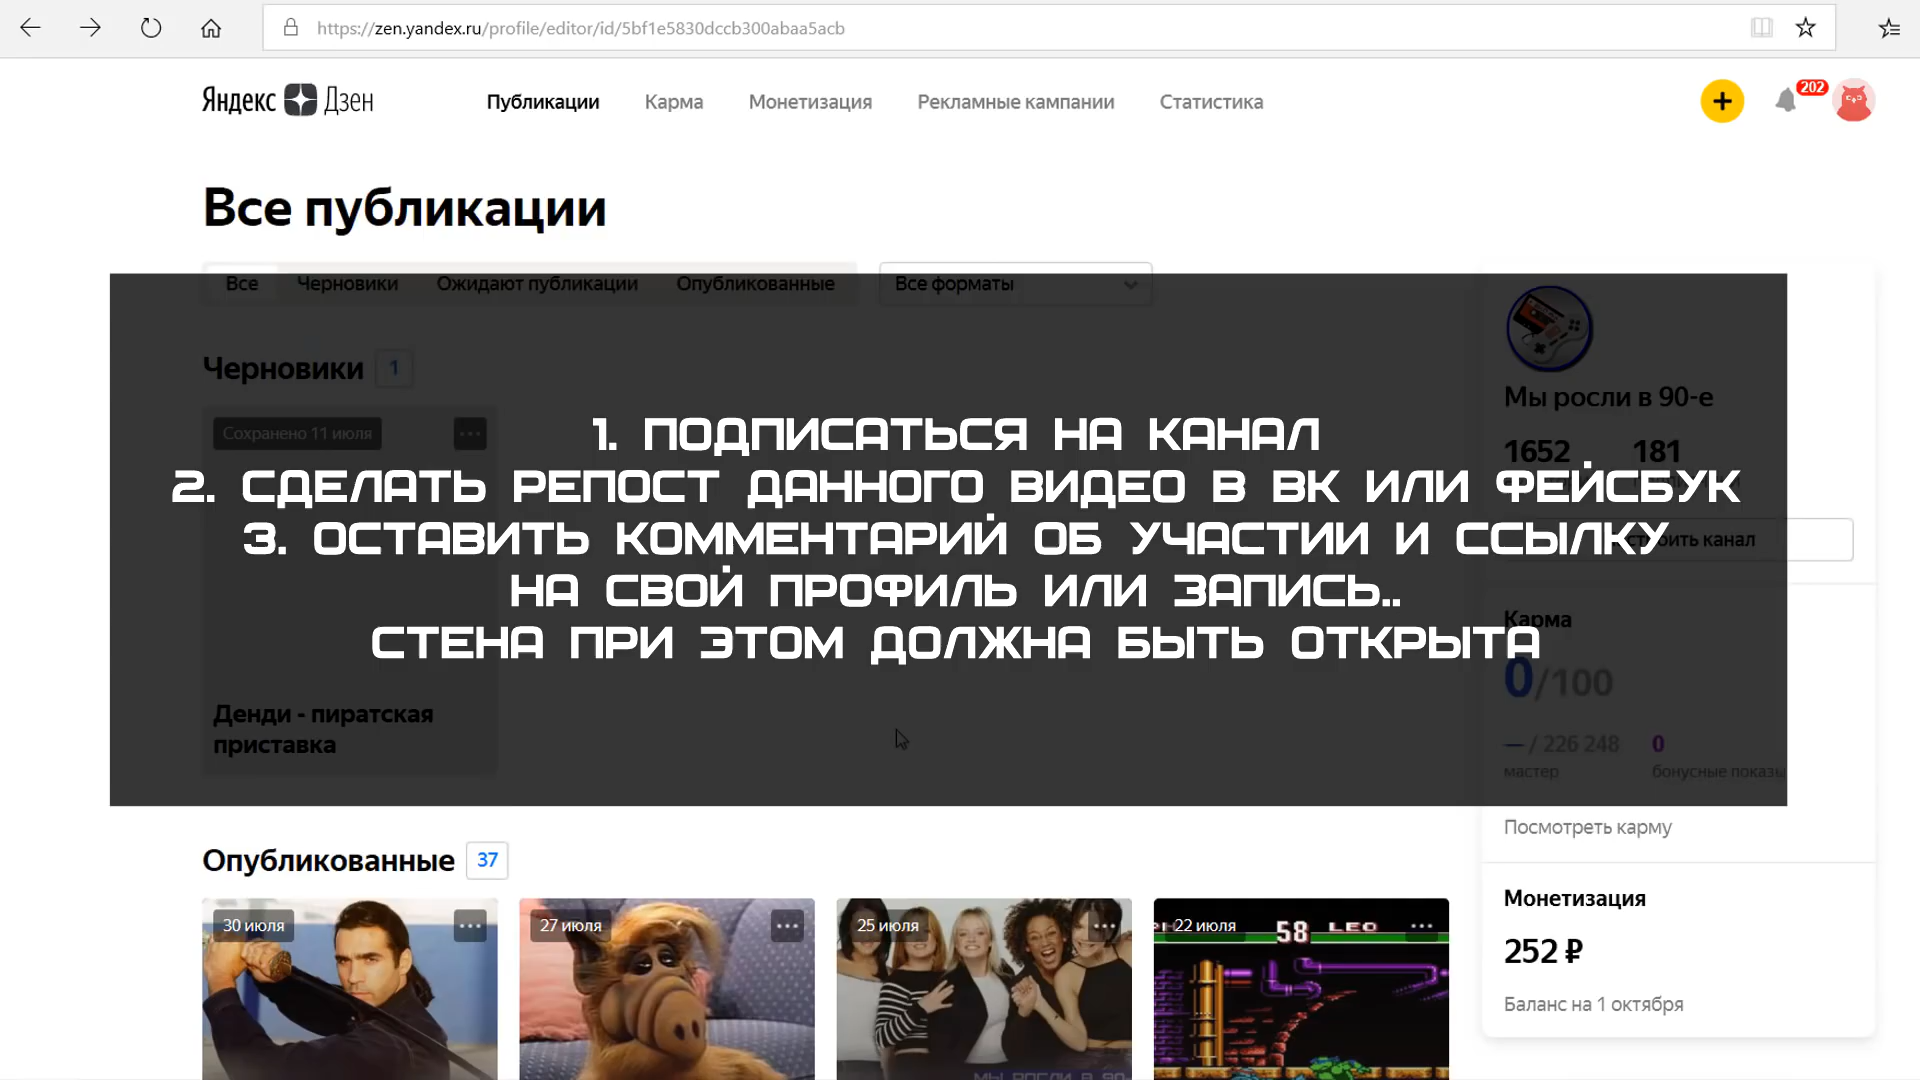 https://zen.yandex.ru/profile/editor/id/5bf1e5830dccb300abaa5acb
Яндекс Дзен
Публикации
Карма
Монетизация
Рекламные кампании
Статистика
202
Все публикации
Все
Черновики
Ожидают публикации
Опубликованные
Все форматы
Черновики 1
Сохранено 11 июля
Денди - пиратская
приставка
1. ПОДПИСАТЬСЯ НА КАНАЛ
2. СДЕЛАТЬ РЕПОСТ ДАННОГО ВИДЕО В ВК ИЛИ ФЕЙСБУК
3. ОСТАВИТЬ КОММЕНТАРИЙ ОБ УЧАСТИИ И ССЫЛКУ
НА СВОЙ ПРОФИЛЬ ИЛИ ЗАПИСЬ..
СТЕНА ПРИ ЭТОМ ДОЛЖНА БЫТЬ ОТКРЫТА
Мы росли в 90-е
1652
181
канал
Карма
0/100
— / 226 248
0
мастер
бонусные показы
Посмотреть карму
Монетизация
252 ₽
Баланс на 1 октября
Опубликованные 37
30 июля
27 июля
25 июля
22 июля
58 LEO